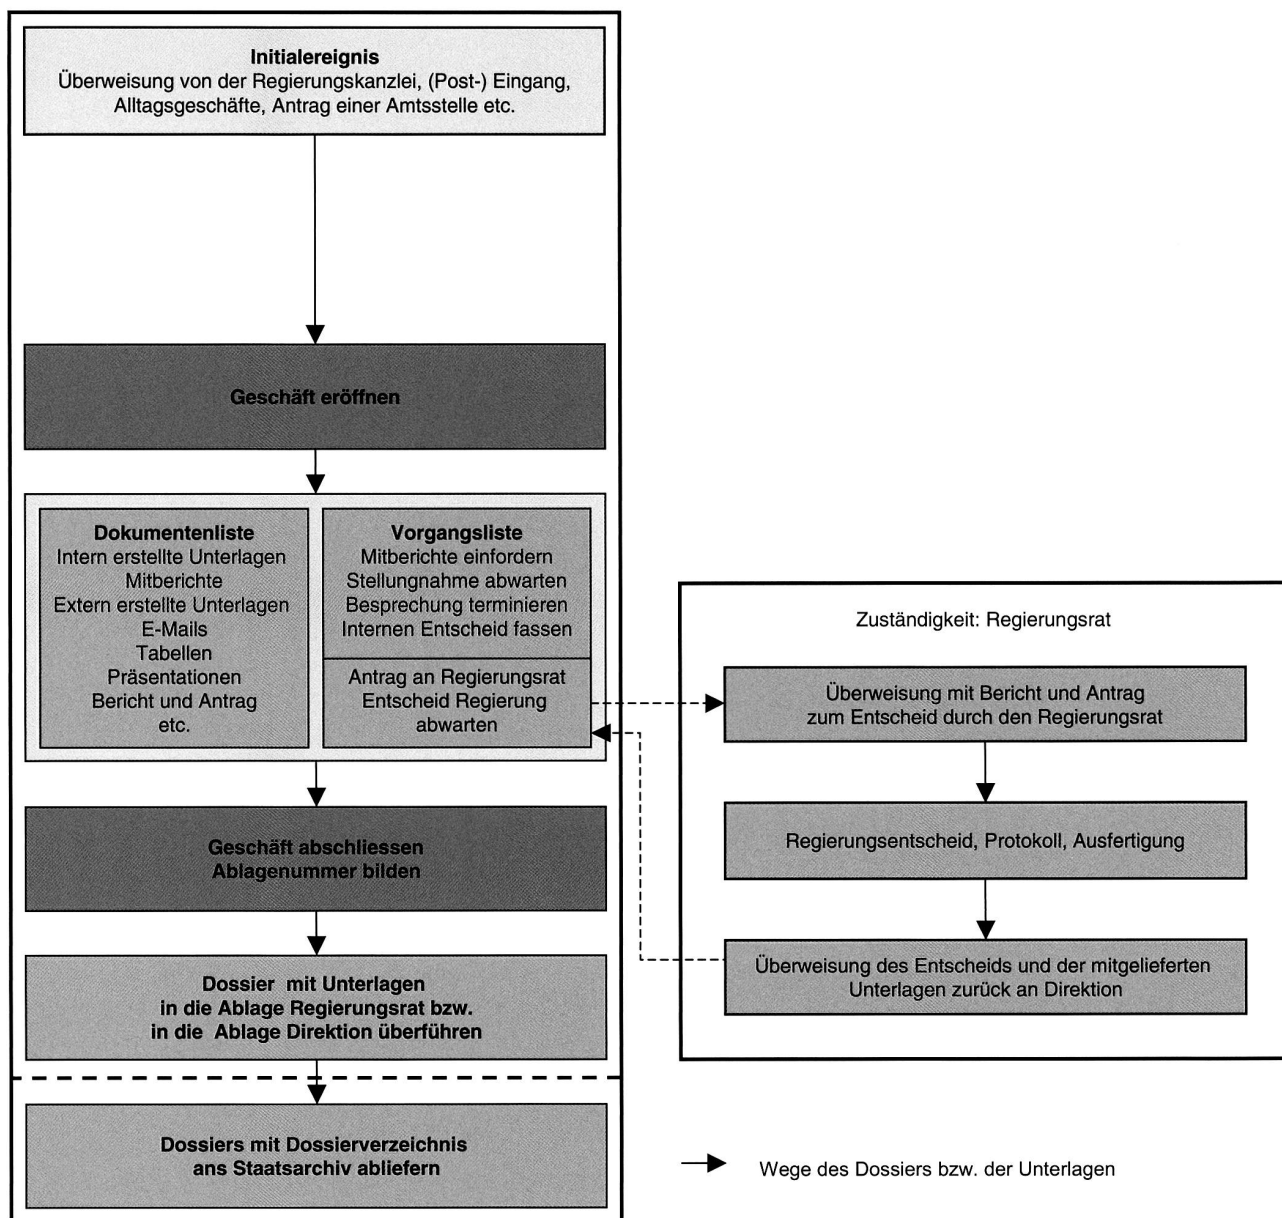 Initialereignis
Überweisung von der Regierungskanzlei, (Post-) Eingang,
Alltagsgeschäfte, Antrag einer Amtsstelle etc.
Geschäft eröffnen
Dokumentenliste
Intern erstellte Unterlagen
Mitberichte
Extern erstellte Unterlagen
E-Mails
Tabellen
Präsentationen
Bericht und Antrag
etc.
Vorgangsliste
Mitberichte einfordern
Stellungnahme abwarten
Besprechung terminieren
Internen Entscheid fassen
Antrag an Regierungsrat
Entscheid Regierung
abwarten
Geschäft abschliessen
Ablagenummer bilden
Dossier mit Unterlagen
in die Ablage Regierungsrat bzw.
in die Ablage Direktion überführen
Dossiers mit Dossierverzeichnis
ans Staatsarchiv abliefern
Zuständigkeit: Regierungsrat
Überweisung mit Bericht und Antrag
zum Entscheid durch den Regierungsrat
Regierungsentscheid, Protokoll, Ausfertigung
Überweisung des Entscheids und der mitgelieferten
Unterlagen zurück an Direktion
Wege des Dossiers bzw. der Unterlagen